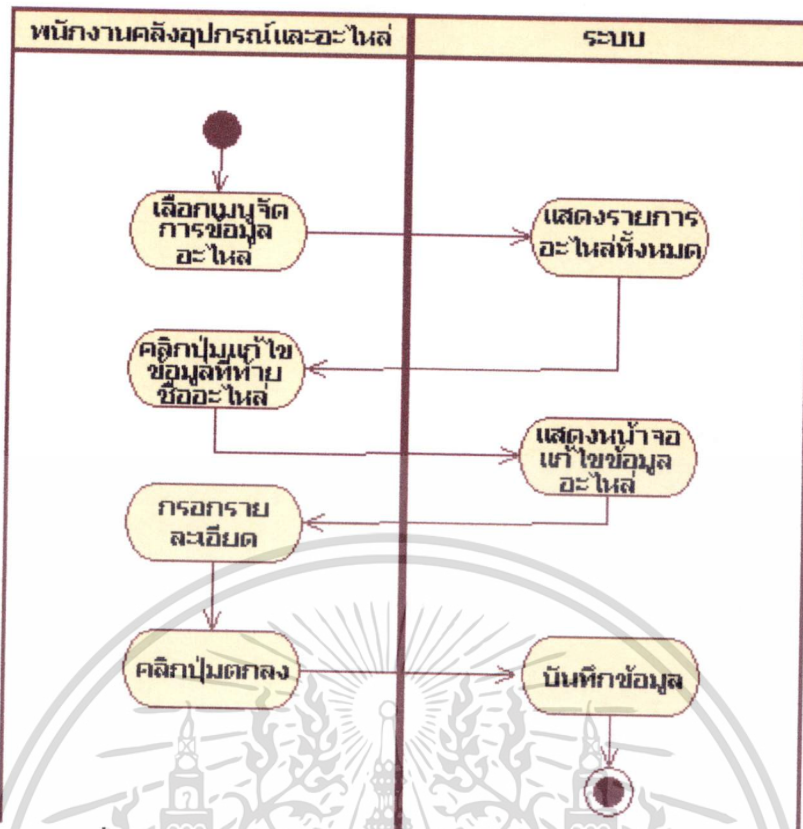 พนักงานคลังอุปกรณ์และอะไหล่
ระบบ
เลือกเมนูจัด
การข้อมูล
อะไหล่
แสดงรายการ
อะไหล่ทั้งหมด
คลิกปุ่มแก้ไข
ข้อมูลที่ท้าย
ชื่ออะไหล่
แสดงหน้าจอ
แก้ไขข้อมูล
อะไหล่
กรอกราย
ละเอียด
คลิกปุ่มตกลง
บันทึกข้อมูล